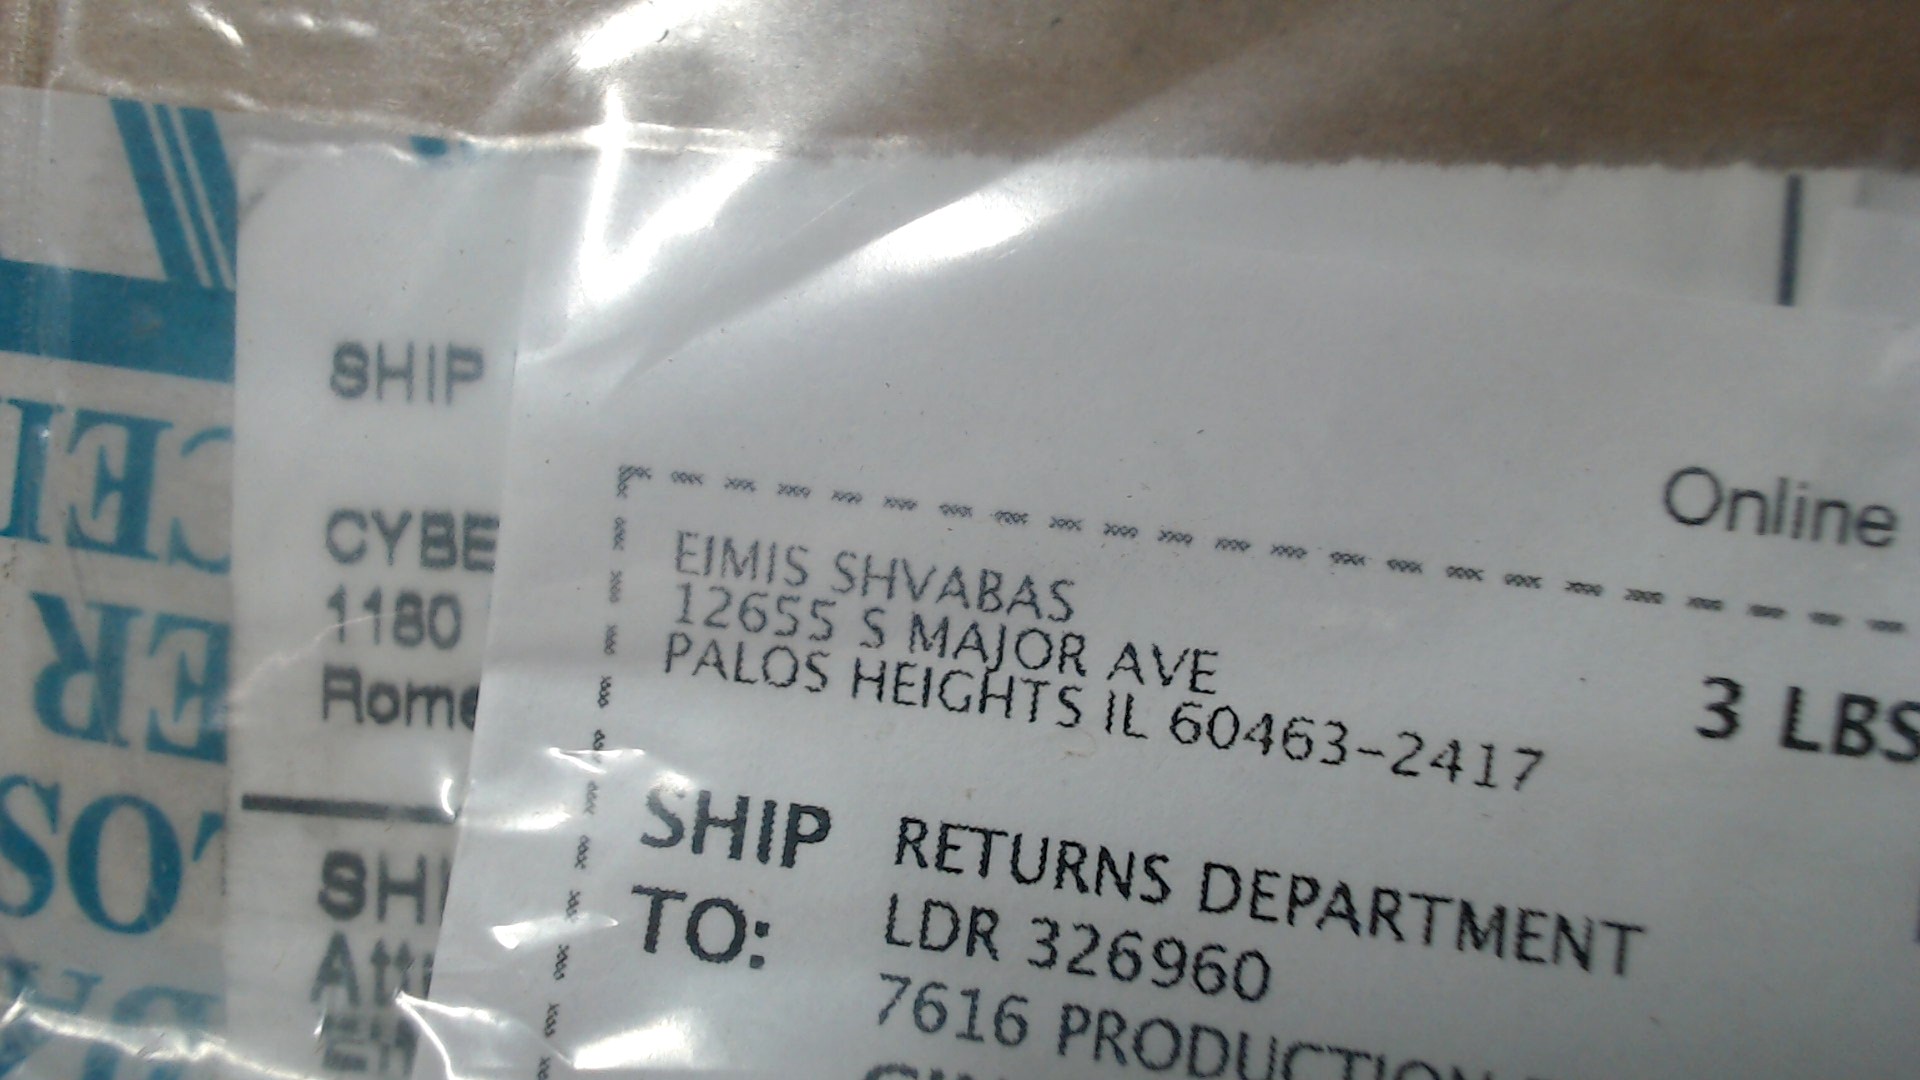 SHIP
CYBE
1180
Rome
SHI
Online
EIMIS SHVABAS
12655 S MAJOR AVE
PALOS HEIGHTS IL 60463-2417
3 LBS
SHIP TO:
RETURNS DEPARTMENT
LDR 326960
7616 PRODUCTION